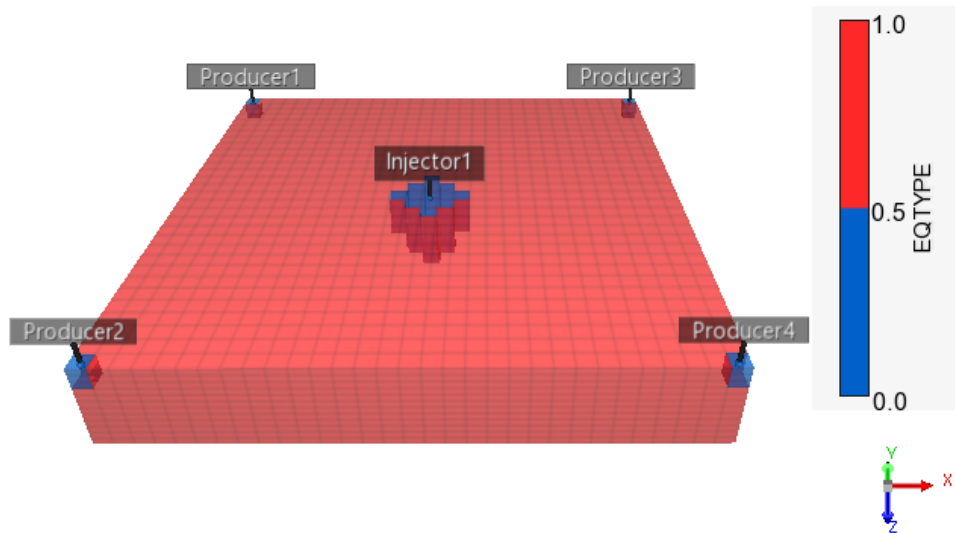 Producer1
Producer3
Injector1
Producer2
Producer4
1.0
0.5
0.0
EQTYPE
Y
X
Z